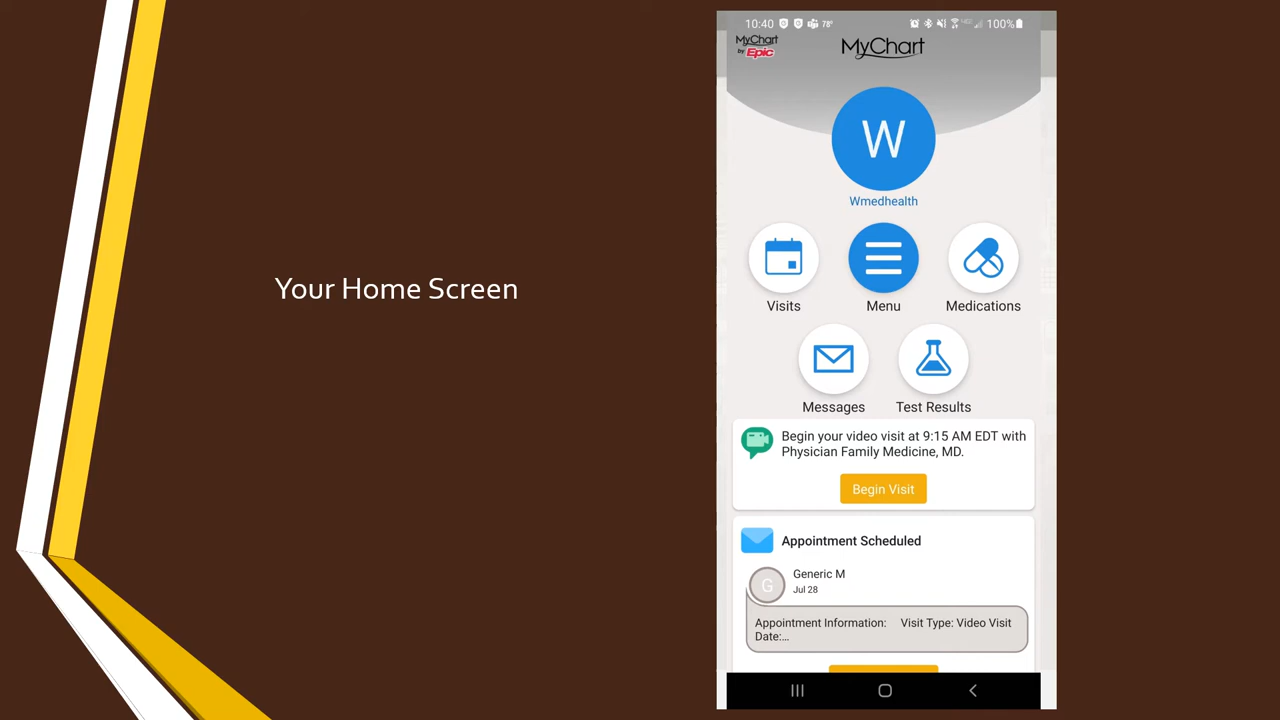 Your Home Screen
10:40 78° 100%
MyChart
by Epic
MyChart
W
Wmedhealth
Visits
Menu
Medications
Messages
Test Results
Begin your video visit at 9:15 AM EDT with
Physician Family Medicine, MD.
Begin Visit
Appointment Scheduled
G
Generic M
Jul 28
Appointment Information: Visit Type: Video Visit
Date:...